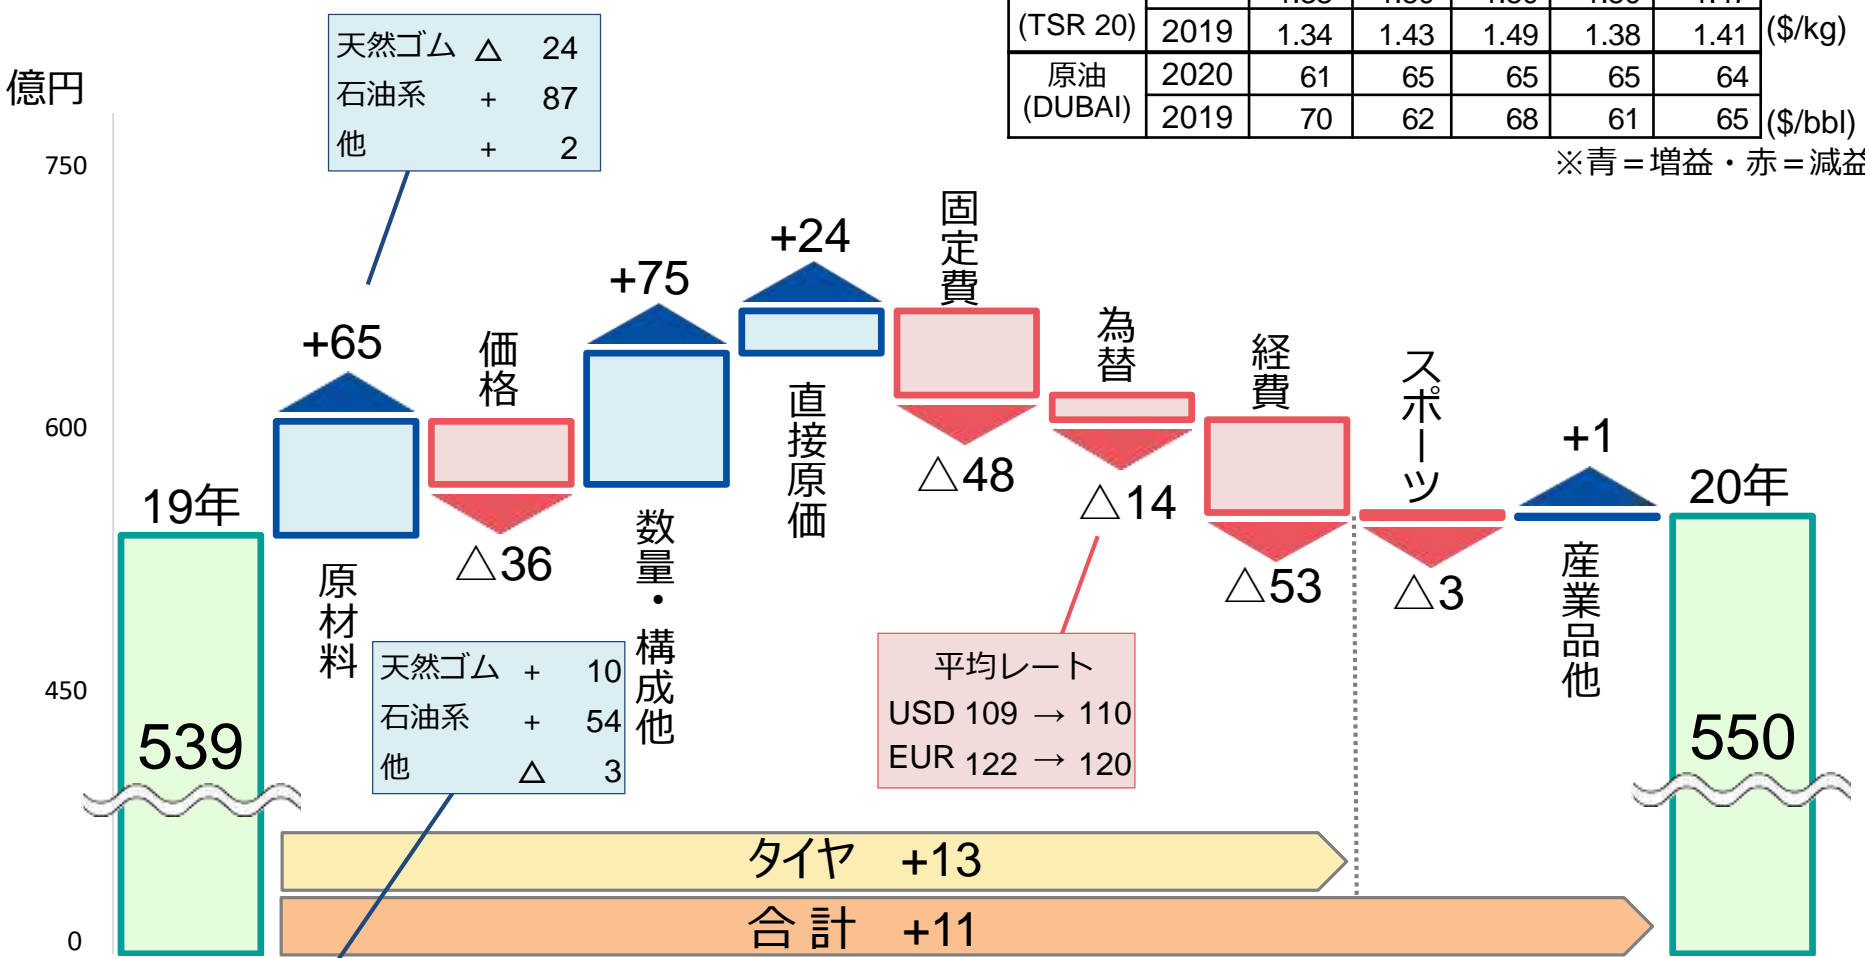 (TSR 20) 2019 1.34 1.43 1.49 1.38 1.41 ($/kg)
原油 (DUBAI) 2020 61 65 65 65 64
2019 70 62 68 61 65 ($/bbl)
※青=増益・赤=減益
億円
天然ゴム △ 24
石油系 + 87
他 + 2
750
600
450
0
19年
539
+65
原材料
価格
△36
+75
数量・構成他
+24
直接原価
固定費
△48
為替
△14
経費
△53
スポーツ
△3
+1
産業品他
20年
550
天然ゴム + 10
石油系 + 54
他 △ 3
平均レート
USD 109 → 110
EUR 122 → 120
タイヤ +13
合計 +11